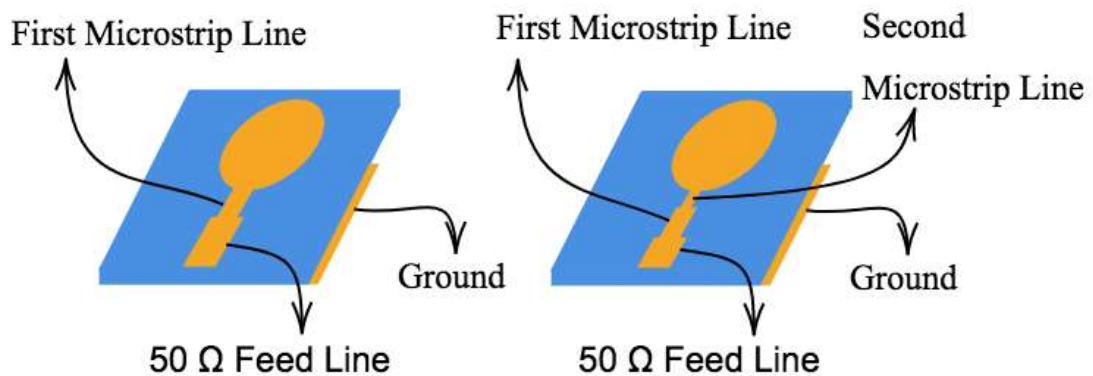 First Microstrip Line
Ground
50 Ω Feed Line
First Microstrip Line
Second
Microstrip Line
Ground
50 Ω Feed Line